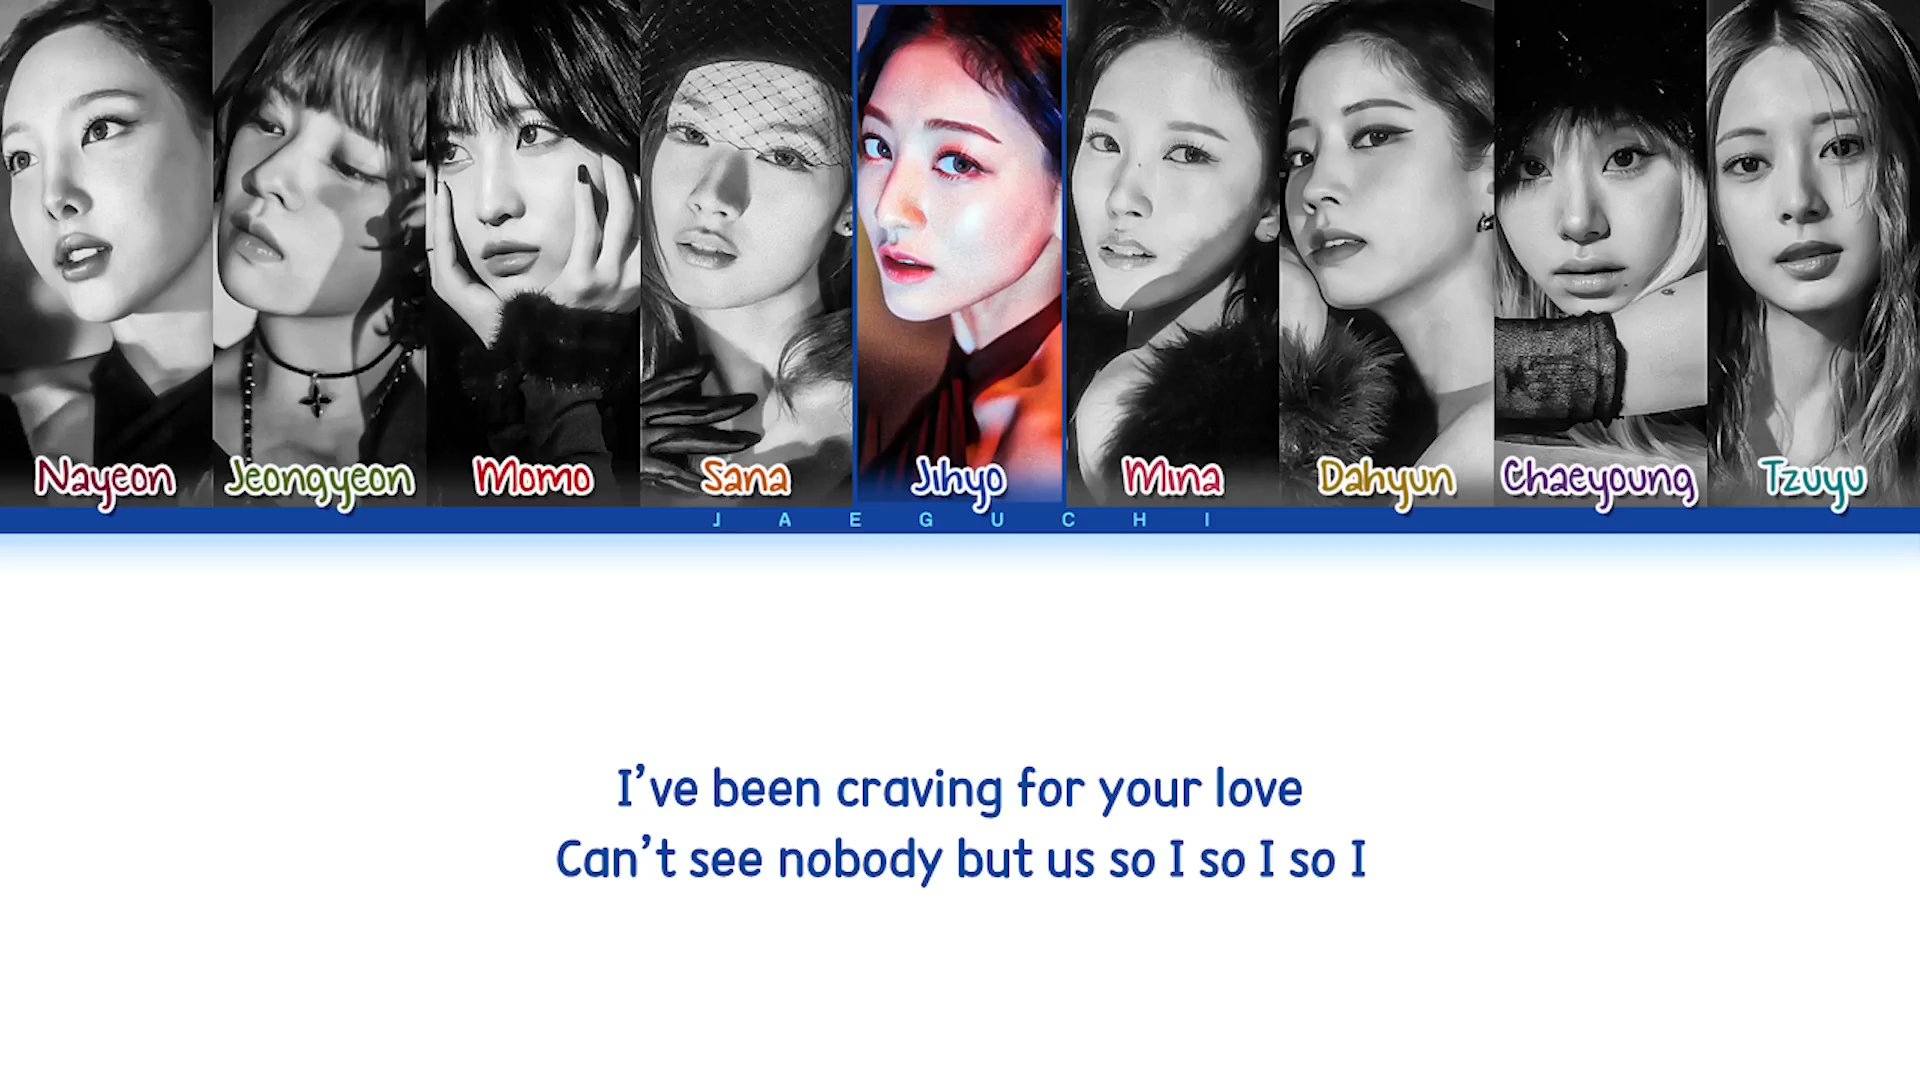 Nayeon Jeongyeon Momo Sana Jihyo Mina Dahyun Chaeyoung Tzuyu
JAEGUCHI
I've been craving for your love
Can't see nobody but us so I so I so I